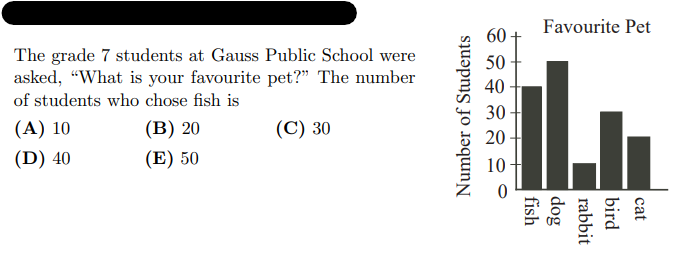 The grade 7 students at Gauss Public School were
asked, “What is your favourite pet?” The number
of students who chose fish is
(A) 10 (B) 20 (C) 30
(D) 40 (E) 50
Favourite Pet
Number of Students
60
50
40
30
20
10
0
fish
dog
rabbit
bird
cat